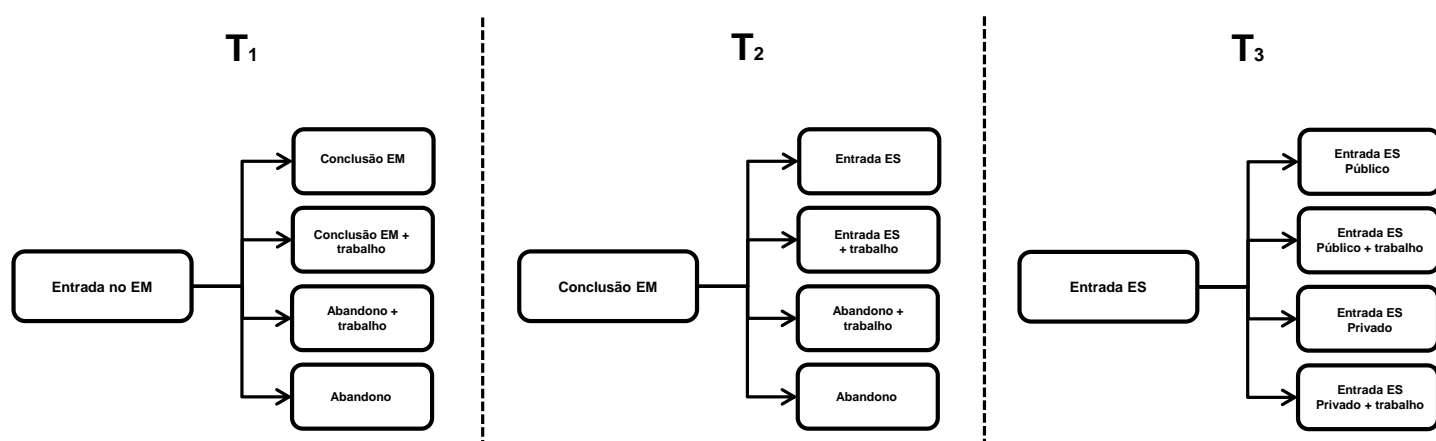 T1
Conclusão EM
Conclusão EM +
trabalho
Entrada no EM
Abandono +
trabalho
Abandono
T2
Entrada ES
Entrada ES
+ trabalho
Conclusão EM
Abandono +
trabalho
Abandono
T3
Entrada ES
Público
Entrada ES
Público + trabalho
Entrada ES
Entrada ES
Privado
Entrada ES
Privado + trabalho